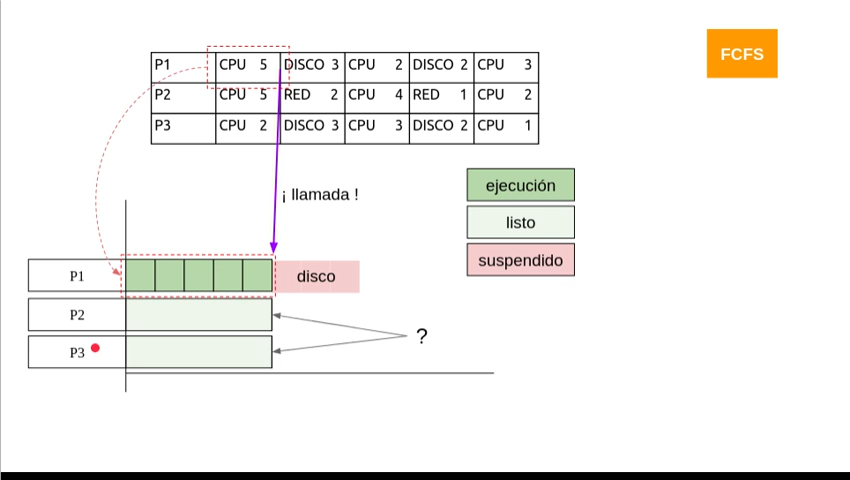 FCFS
P1 CPU 5 DISCO 3 CPU 2 DISCO 2 CPU 3
P2 CPU 5 RED 2 CPU 4 RED 1 CPU 2
P3 CPU 2 DISCO 3 CPU 3 DISCO 2 CPU 1
¡ llamada !
ejecución
listo
suspendido
P1 disco
P2
?
P3